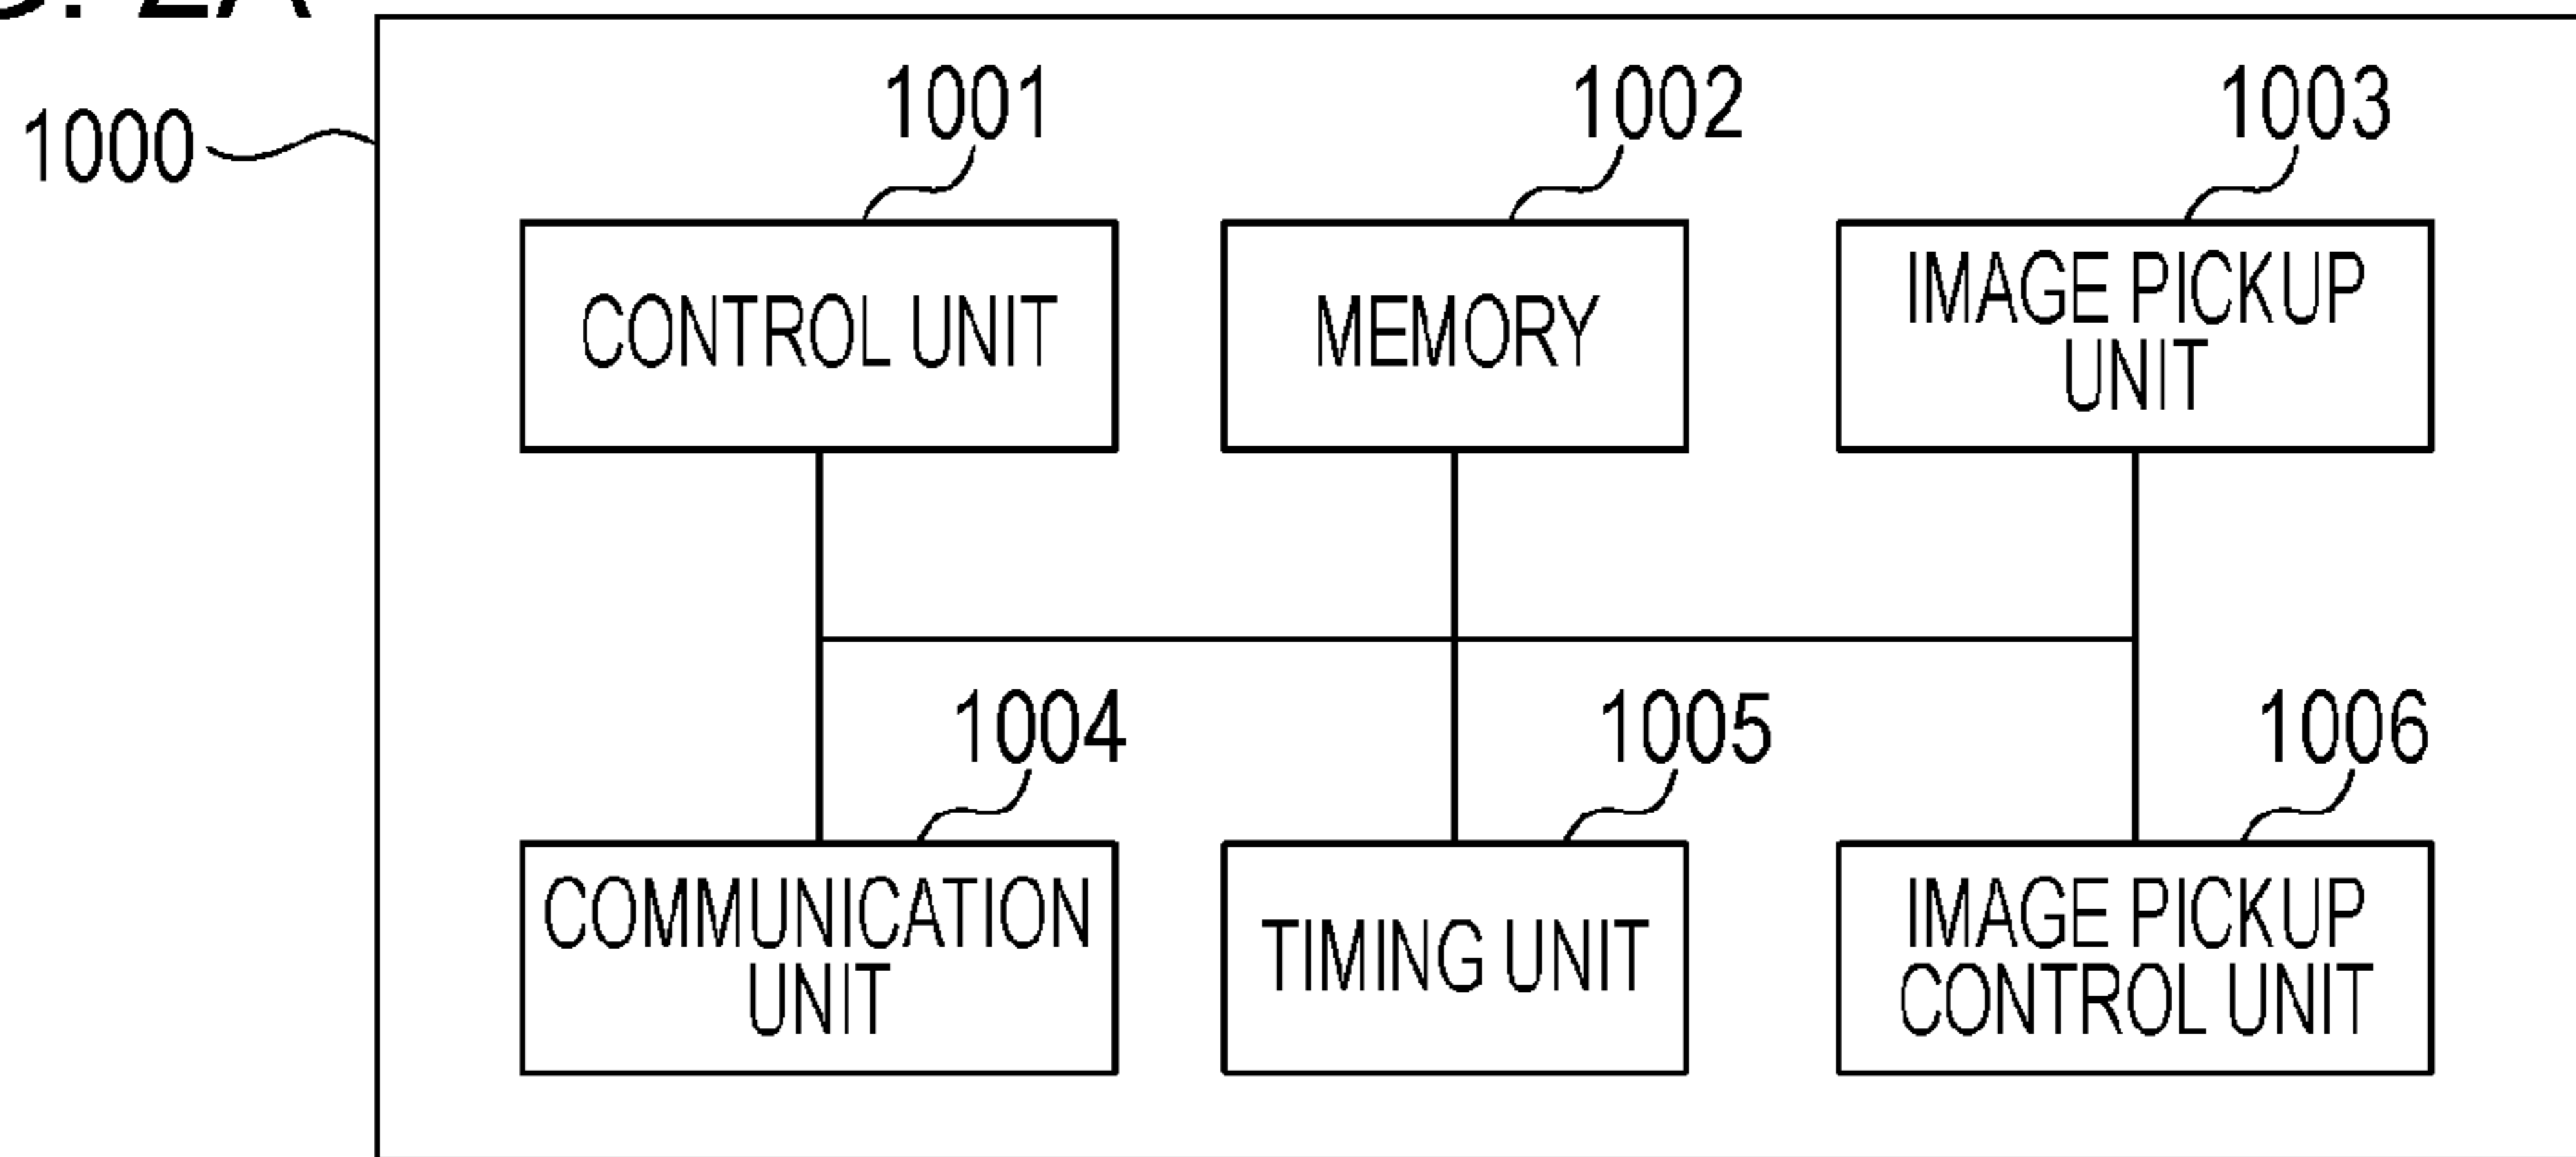 2A
1000
1001
1002
1003
CONTROL UNIT
MEMORY
IMAGE PICKUP
UNIT
1004
1005
1006
COMMUNICATION
UNIT
TIMING UNIT
IMAGE PICKUP
CONTROL UNIT